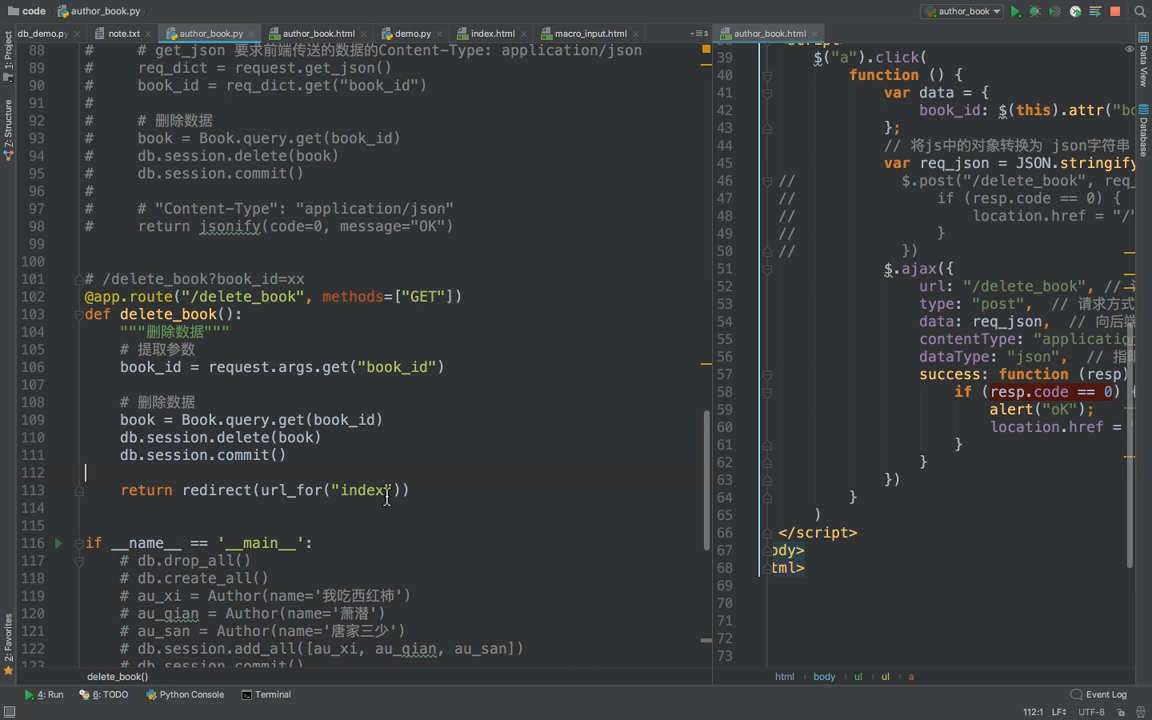 code
author_book.py
author_book
db_demo.py
note.txt
author_book.py
author_book.html
demo.py
index.html
macro_input.html
3
author_book.html
1: Project
Z: Structure
2: Favorites
Data View
Database
88 # # get_json 要求前端传送的数据的Content-Type: application/json
89 # req_dict = request.get_json()
90 # book_id = req_dict.get("book_id")
91 #
92 # # 删除数据
93 # book = Book.query.get(book_id)
94 # db.session.delete(book)
95 # db.session.commit()
96 #
97 # # "Content-Type": "application/json"
98 # return jsonify(code=0, message="OK")
99
100
101 # /delete_book?book_id=xx
102 @app.route("/delete_book", methods=["GET"])
103 def delete_book():
104 """删除数据"""
105 # 提取参数
106 book_id = request.args.get("book_id")
107
108 # 删除数据
109 book = Book.query.get(book_id)
110 db.session.delete(book)
111 db.session.commit()
112
113 return redirect(url_for("index"))
114
115
116 if __name__ == '__main__':
117 # db.drop_all()
118 # db.create_all()
119 # au_xi = Author(name='我吃西红柿')
120 # au_qian = Author(name='萧潜')
121 # au_san = Author(name='唐家三少')
122 # db.session.add_all([au_xi, au_qian, au_san])
123 # db.session.commit()
39 $("a").click(
40 function () {
41 var data = {
42 book_id: $(this).attr("bo
43 };
44 // 将js中的对象转换为 json字符串
45 var req_json = JSON.stringify
46 // $.post("/delete_book", req_
47 // if (resp.code == 0) {
48 // location.href = "/"
49 // }
50 // })
51 $.ajax({
52 url: "/delete_book", //
53 type: "post", // 请求方式
54 data: req_json, // 向后端
55 contentType: "applicatio
56 dataType: "json", // 指
57 success: function (resp)
58 if (resp.code == 0) {
59 alert("oK");
60 location.href =
61 }
62 }
63 })
64 }
65 )
66 </script>
67 ody>
68 tml>
69
70
71
72
73
delete_book()
html › body › ul › ul › a
4: Run
6: TODO
Python Console
Terminal
Event Log
112:1 LF UTF-8